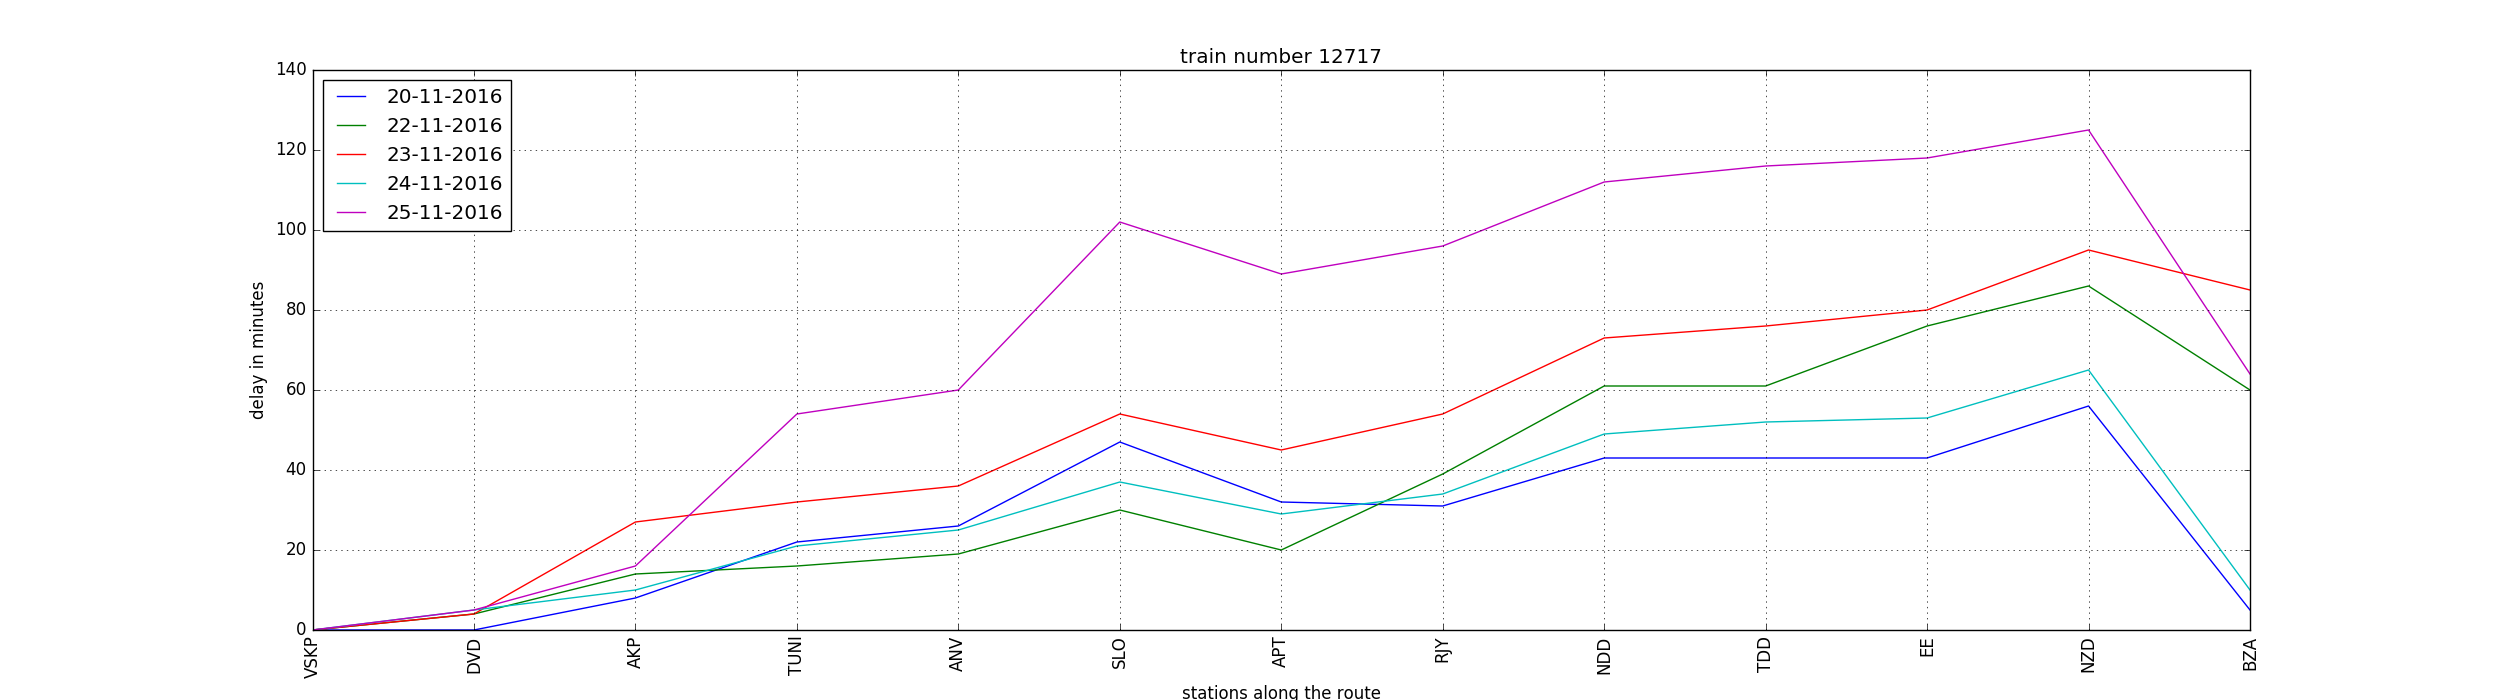 train number 12717
20-11-2016
22-11-2016
23-11-2016
24-11-2016
25-11-2016
140
120
100
80
60
40
20
0
delay in minutes
VSKP
DVD
AKP
TUNI
ANV
SLO
APT
RJY
NDD
TDD
EE
NZD
BZA
stations along the route